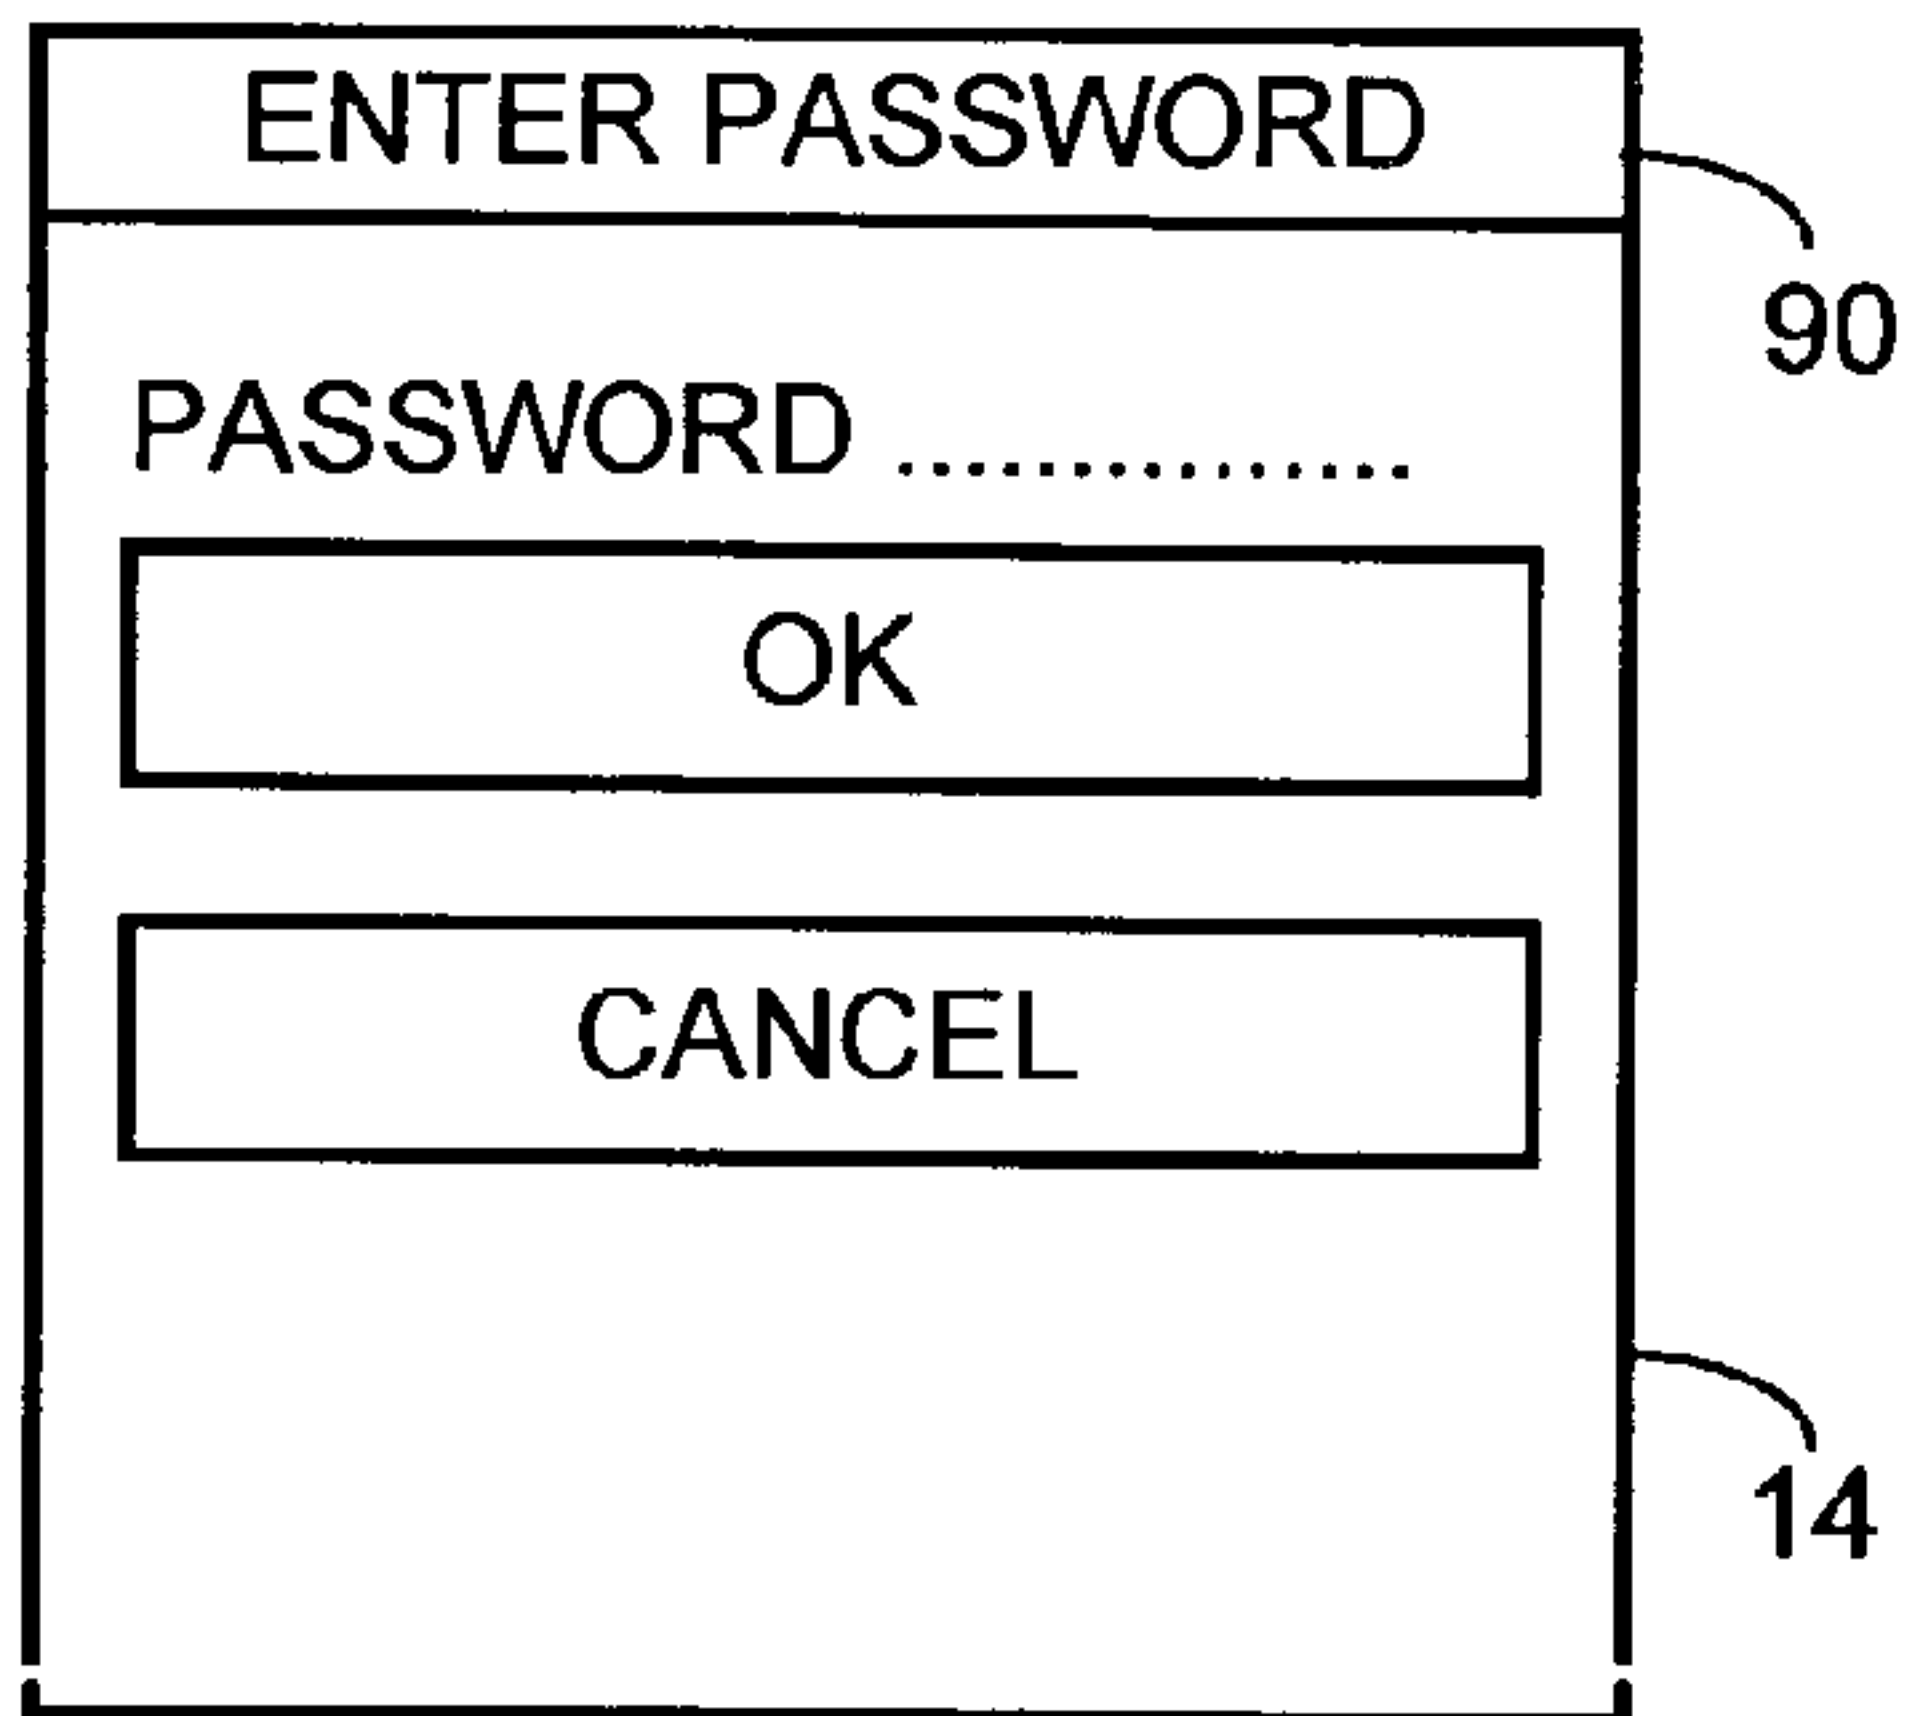 ENTER PASSWORD
90
PASSWORD ...............
OK
CANCEL
14